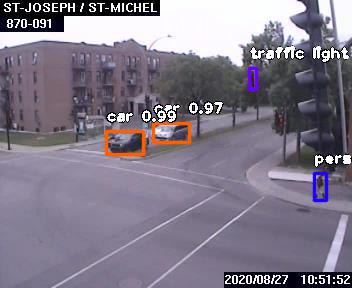 ST-JOSEPH / ST-MICHEL
870-091
traffic light
car 0.99
car 0.97
pers
2020/08/27 10:51:52